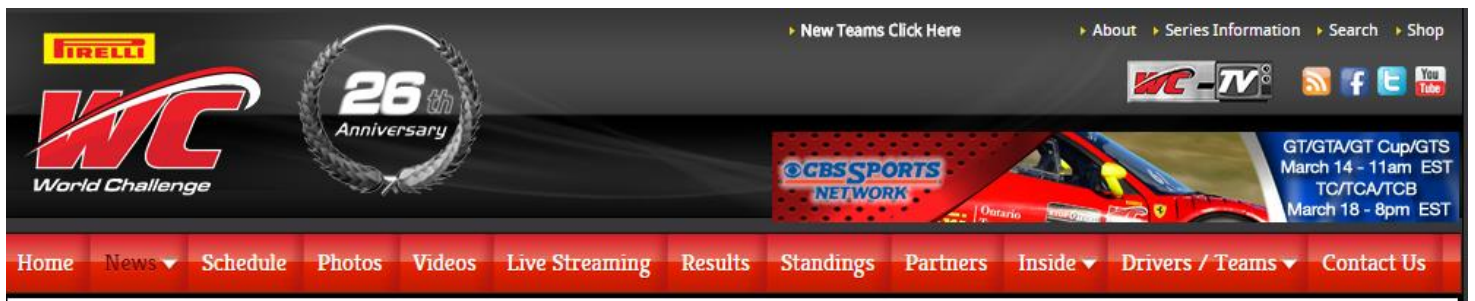 New Teams Click Here
About
Series Information
Search
Shop
PIRELLI
WC
World Challenge
26th
Anniversary
WC-TV
You
Tube
CBS SPORTS
NETWORK
Ontario
GT/GTA/GT Cup/GTS
March 14 - 11am EST
TC/TCA/TCB
March 18 - 8pm EST
Home
News
Schedule
Photos
Videos
Live Streaming
Results
Standings
Partners
Inside
Drivers / Teams
Contact Us